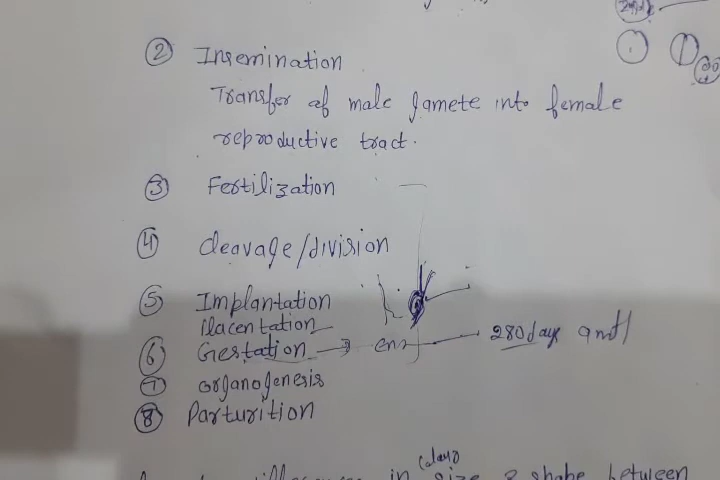 ② Insemination
Transfer of male gamete into female
reproductive tract.
③ Fertilization
④ cleavage/division
⑤ Implantation
Placentation
⑥ Gestation 280 days
⑦ organogenesis
⑧ Parturition
in size & shape between